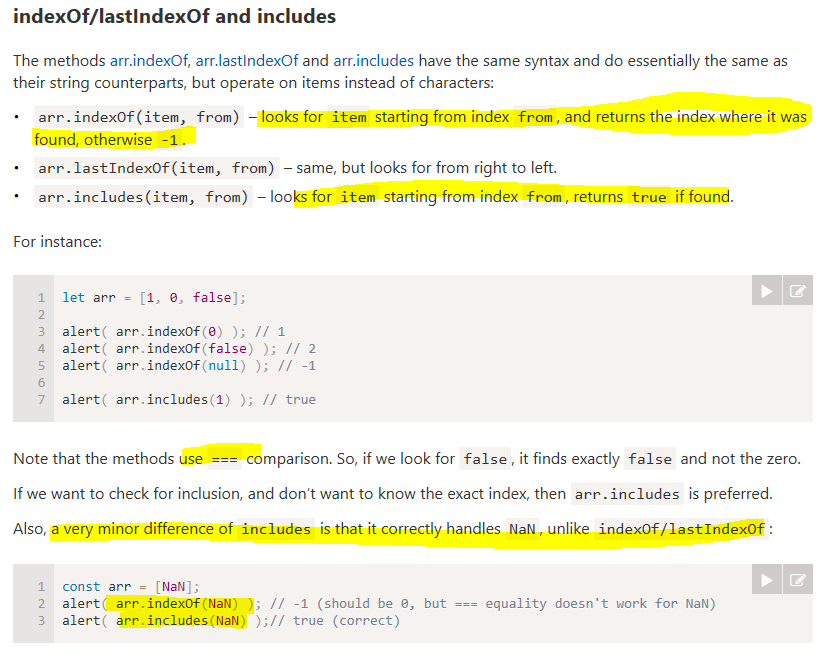 indexOf/lastIndexOf and includes
The methods arr.indexOf, arr.lastIndexOf and arr.includes have the same syntax and do essentially the same as
their string counterparts, but operate on items instead of characters:
• arr.indexOf(item, from) – looks for item starting from index from, and returns the index where it was
found, otherwise -1.
• arr.lastIndexOf(item, from) – same, but looks for from right to left.
• arr.includes(item, from) – looks for item starting from index from, returns true if found.
For instance:
1 let arr = [1, 0, false];
2
3 alert( arr.indexOf(0) ); // 1
4 alert( arr.indexOf(false) ); // 2
5 alert( arr.indexOf(null) ); // -1
6
7 alert( arr.includes(1) ); // true
Note that the methods use === comparison. So, if we look for false, it finds exactly false and not the zero.
If we want to check for inclusion, and don’t want to know the exact index, then arr.includes is preferred.
Also, a very minor difference of includes is that it correctly handles NaN, unlike indexOf/lastIndexOf:
1 const arr = [NaN];
2 alert( arr.indexOf(NaN) ); // -1 (should be 0, but === equality doesn't work for NaN)
3 alert( arr.includes(NaN) );// true (correct)